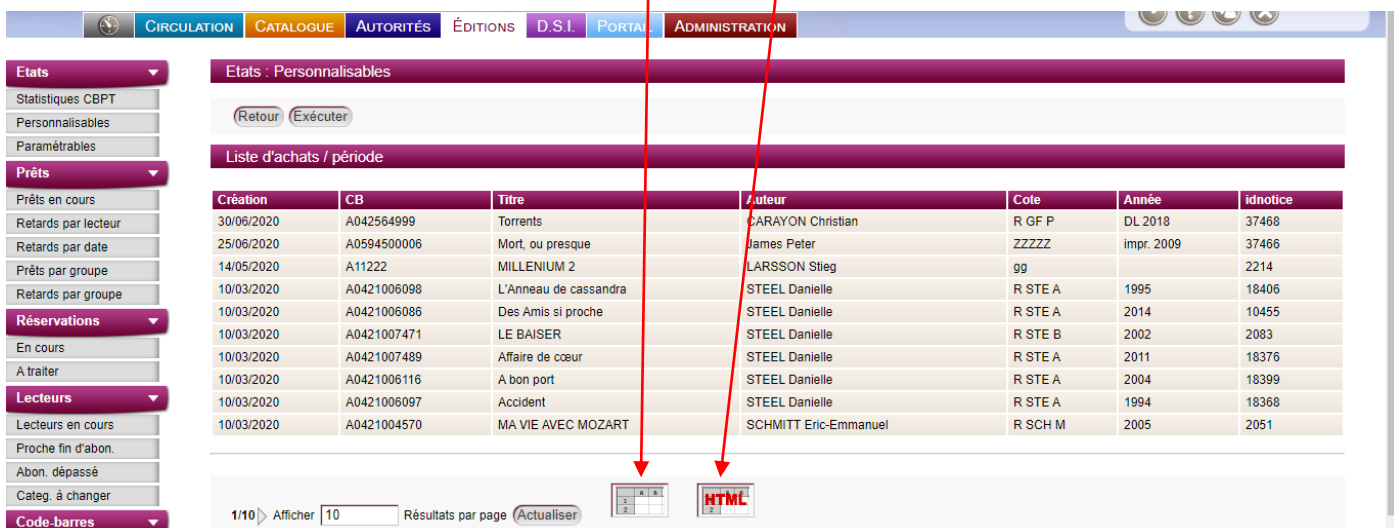 CIRCULATION CATALOGUE AUTORITÉS ÉDITIONS D.S.I. PORTAIL ADMINISTRATION
Etats
Statistiques CBPT
Personnalisables
Paramétrables
Prêts
Prêts en cours
Retards par lecteur
Retards par date
Prêts par groupe
Retards par groupe
Réservations
En cours
A traiter
Lecteurs
Lecteurs en cours
Proche fin d'abon.
Abon. dépassé
Categ. à changer
Code-barres
Etats : Personnalisables
Retour Exécuter
Liste d'achats / période
Création CB Titre Auteur Cote Année idnotice
30/06/2020 A042564999 Torrents CARAYON Christian R GF P DL 2018 37468
25/06/2020 A0594500006 Mort, ou presque James Peter ZZZZZ impr. 2009 37466
14/05/2020 A11222 MILLENIUM 2 LARSSON Stieg gg 2214
10/03/2020 A0421006098 L'Anneau de cassandra STEEL Danielle R STE A 1995 18406
10/03/2020 A0421006086 Des Amis si proche STEEL Danielle R STE A 2014 10455
10/03/2020 A0421007471 LE BAISER STEEL Danielle R STE B 2002 2083
10/03/2020 A0421007489 Affaire de cœur STEEL Danielle R STE A 2011 18376
10/03/2020 A0421006116 A bon port STEEL Danielle R STE A 2004 18399
10/03/2020 A0421006097 Accident STEEL Danielle R STE A 1994 18368
10/03/2020 A0421004570 MA VIE AVEC MOZART SCHMITT Eric-Emmanuel R SCH M 2005 2051
1/10 Afficher 10 Résultats par page Actualiser
A B
1
2
HTML
2